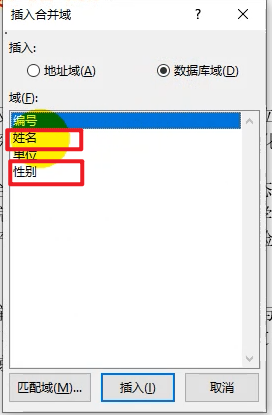 插入合并域
? ×
插入:
地址域(A) 数据库域(D)
域(F):
编号
姓名
单位
性别
匹配域(M)... 插入(I) 取消